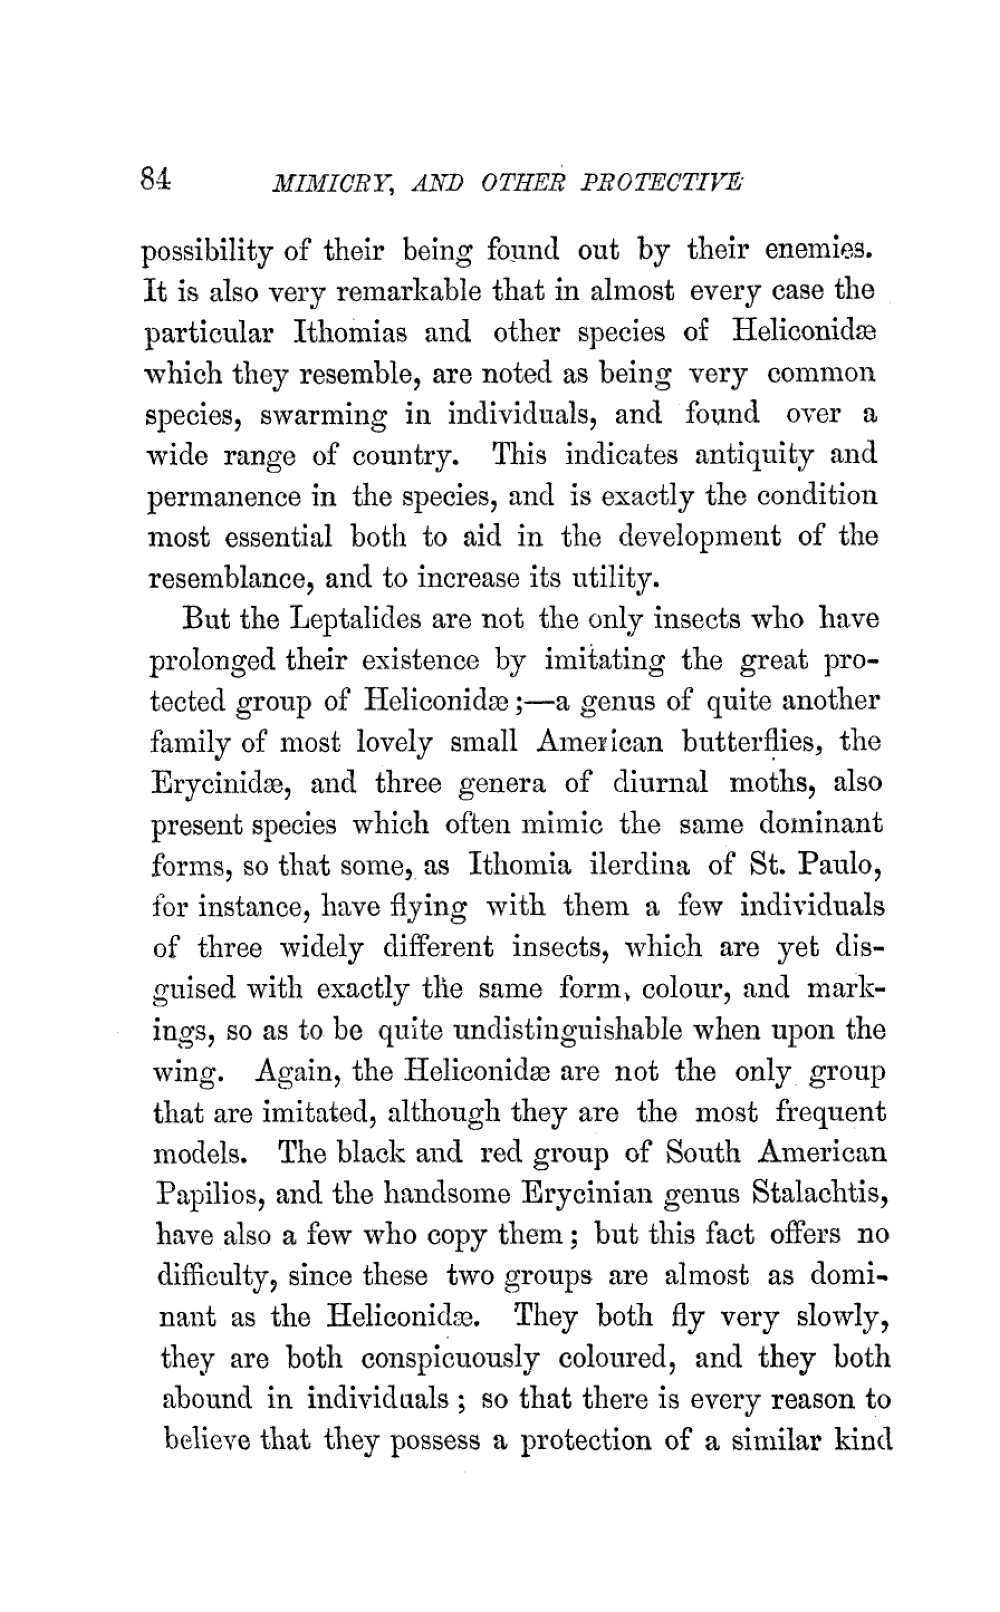 84 MIMICRY, AND OTHER PROTECTIVE
possibility of their being found out by their enemies.
It is also very remarkable that in almost every case the
particular Ithomias and other species of Heliconidæ
which they resemble, are noted as being very common
species, swarming in individuals, and found over a
wide range of country. This indicates antiquity and
permanence in the species, and is exactly the condition
most essential both to aid in the development of the
resemblance, and to increase its utility.
But the Leptalides are not the only insects who have
prolonged their existence by imitating the great pro-
tected group of Heliconidæ;—a genus of quite another
family of most lovely small American butterflies, the
Erycinidæ, and three genera of diurnal moths, also
present species which often mimic the same dominant
forms, so that some, as Ithomia ilerdina of St. Paulo,
for instance, have flying with them a few individuals
of three widely different insects, which are yet dis-
guised with exactly the same form, colour, and mark-
ings, so as to be quite undistinguishable when upon the
wing. Again, the Heliconidæ are not the only group
that are imitated, although they are the most frequent
models. The black and red group of South American
Papilios, and the handsome Erycinian genus Stalachtis,
have also a few who copy them; but this fact offers no
difficulty, since these two groups are almost as domi-
nant as the Heliconidæ. They both fly very slowly,
they are both conspicuously coloured, and they both
abound in individuals; so that there is every reason to
believe that they possess a protection of a similar kind